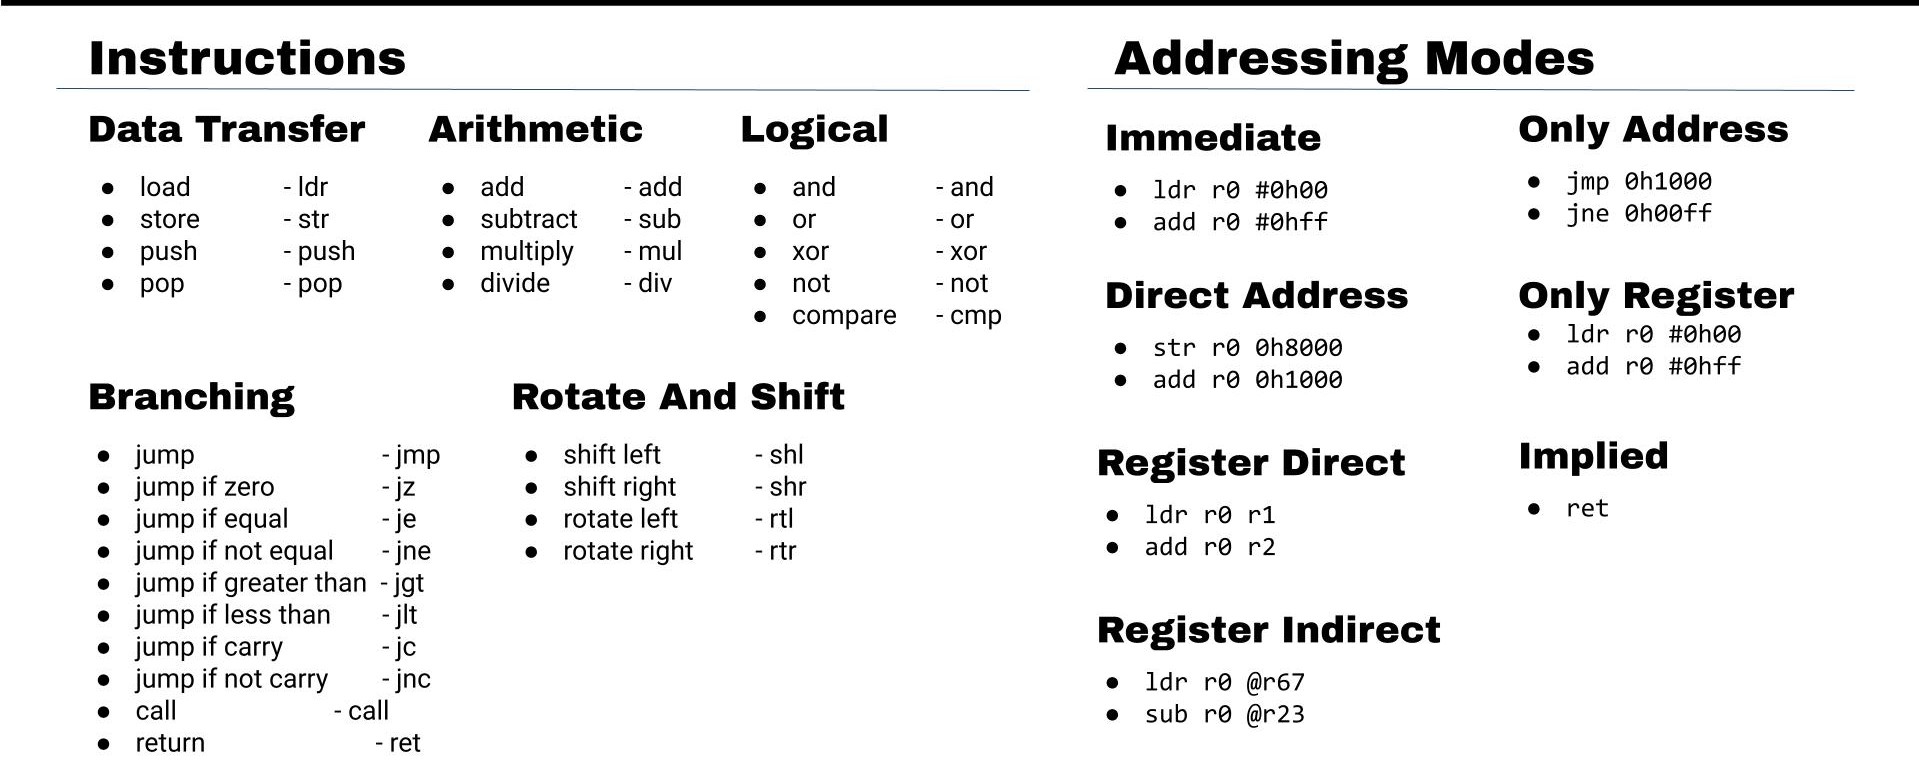 Instructions
Data Transfer
● load - ldr
● store - str
● push - push
● pop - pop
Arithmetic
● add - add
● subtract - sub
● multiply - mul
● divide - div
Logical
● and - and
● or - or
● xor - xor
● not - not
● compare - cmp
Branching
● jump - jmp
● jump if zero - jz
● jump if equal - je
● jump if not equal - jne
● jump if greater than - jgt
● jump if less than - jlt
● jump if carry - jc
● jump if not carry - jnc
● call - call
● return - ret
Rotate And Shift
● shift left - shl
● shift right - shr
● rotate left - rtl
● rotate right - rtr
Addressing Modes
Immediate
● ldr r0 #0h00
● add r0 #0hff
Direct Address
● str r0 0h8000
● add r0 0h1000
Register Direct
● ldr r0 r1
● add r0 r2
Register Indirect
● ldr r0 @r67
● sub r0 @r23
Only Address
● jmp 0h1000
● jne 0h00ff
Only Register
● ldr r0 #0h00
● add r0 #0hff
Implied
● ret